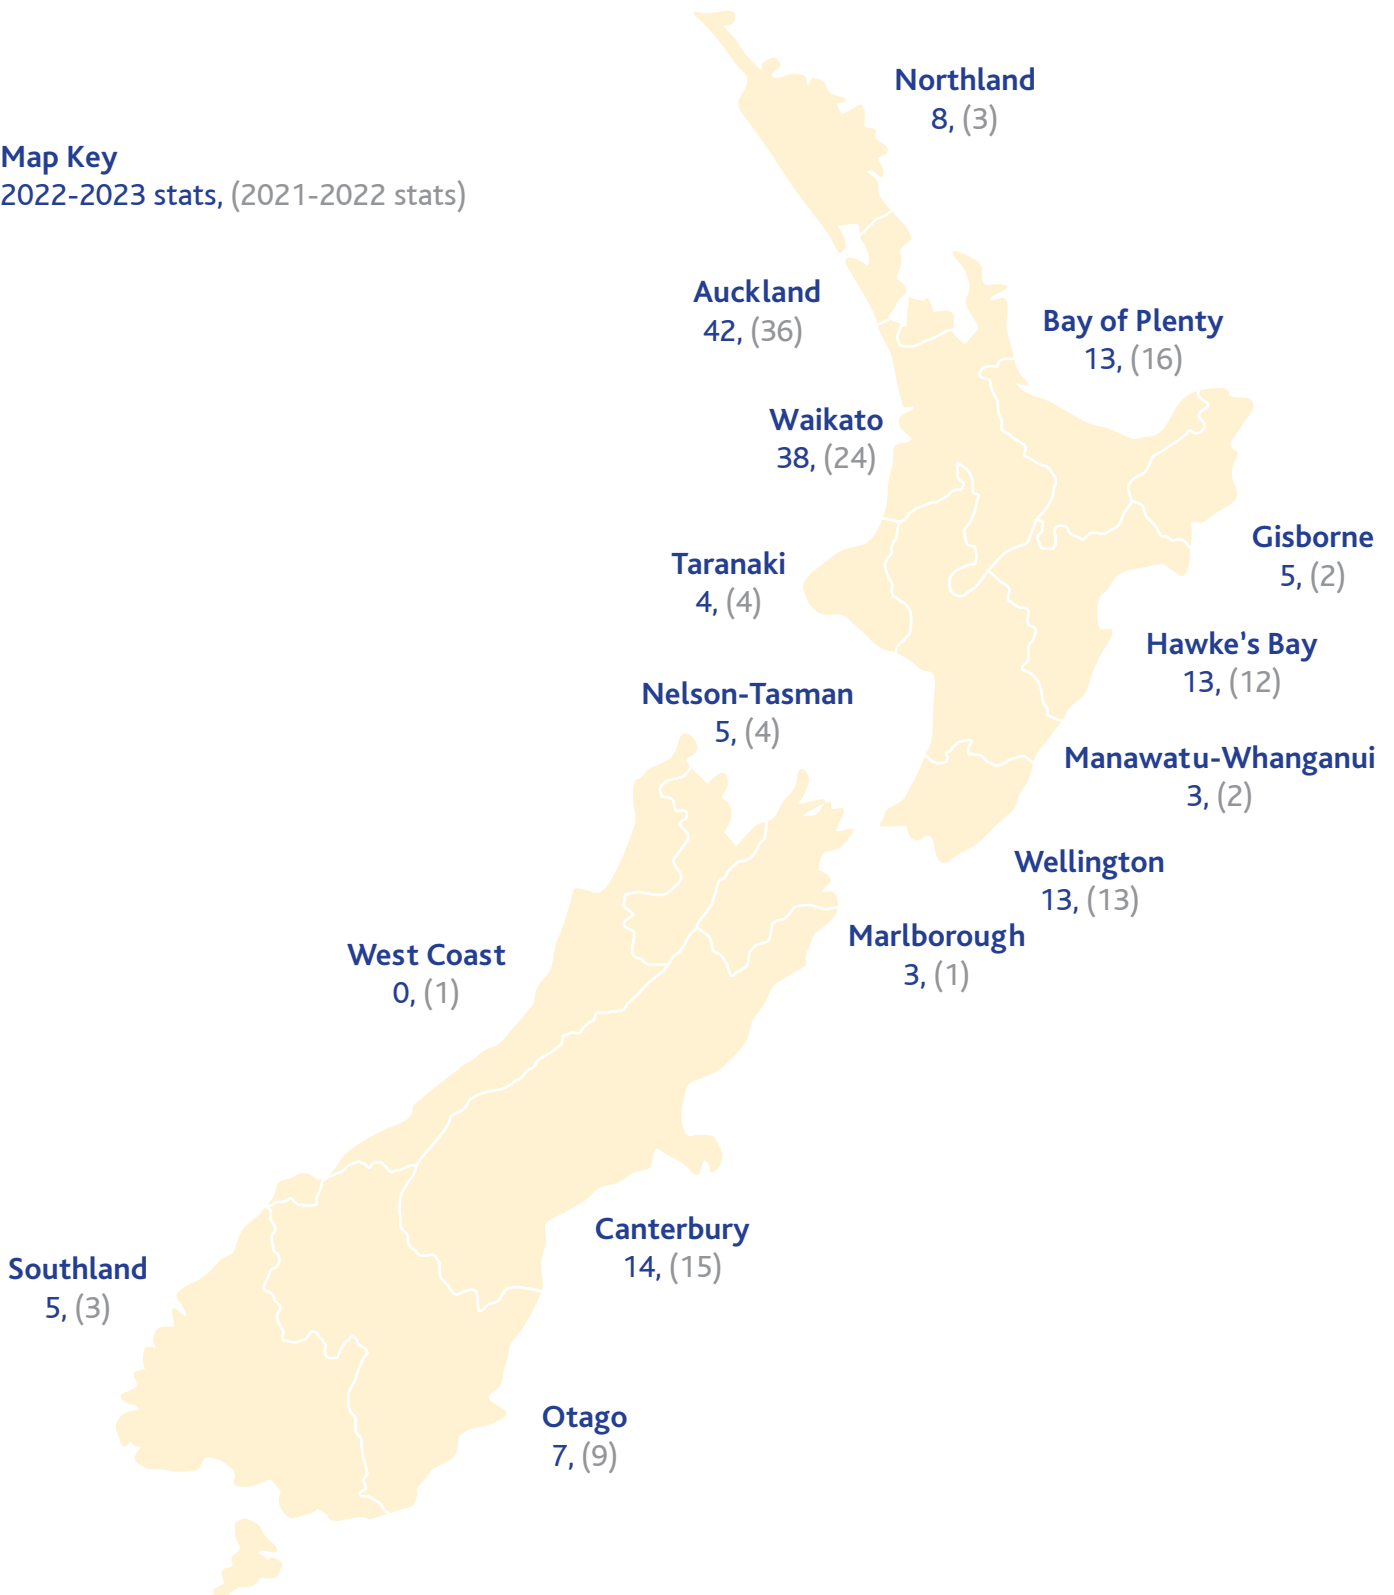 Northland
8, (3)
Map Key
2022-2023 stats, (2021-2022 stats)
Auckland
42, (36)
Bay of Plenty
13, (16)
Waikato
38, (24)
Gisborne
5, (2)
Taranaki
4, (4)
Hawke’s Bay
13, (12)
Nelson-Tasman
5, (4)
Manawatu-Whanganui
3, (2)
Wellington
13, (13)
Marlborough
3, (1)
West Coast
0, (1)
Canterbury
14, (15)
Southland
5, (3)
Otago
7, (9)